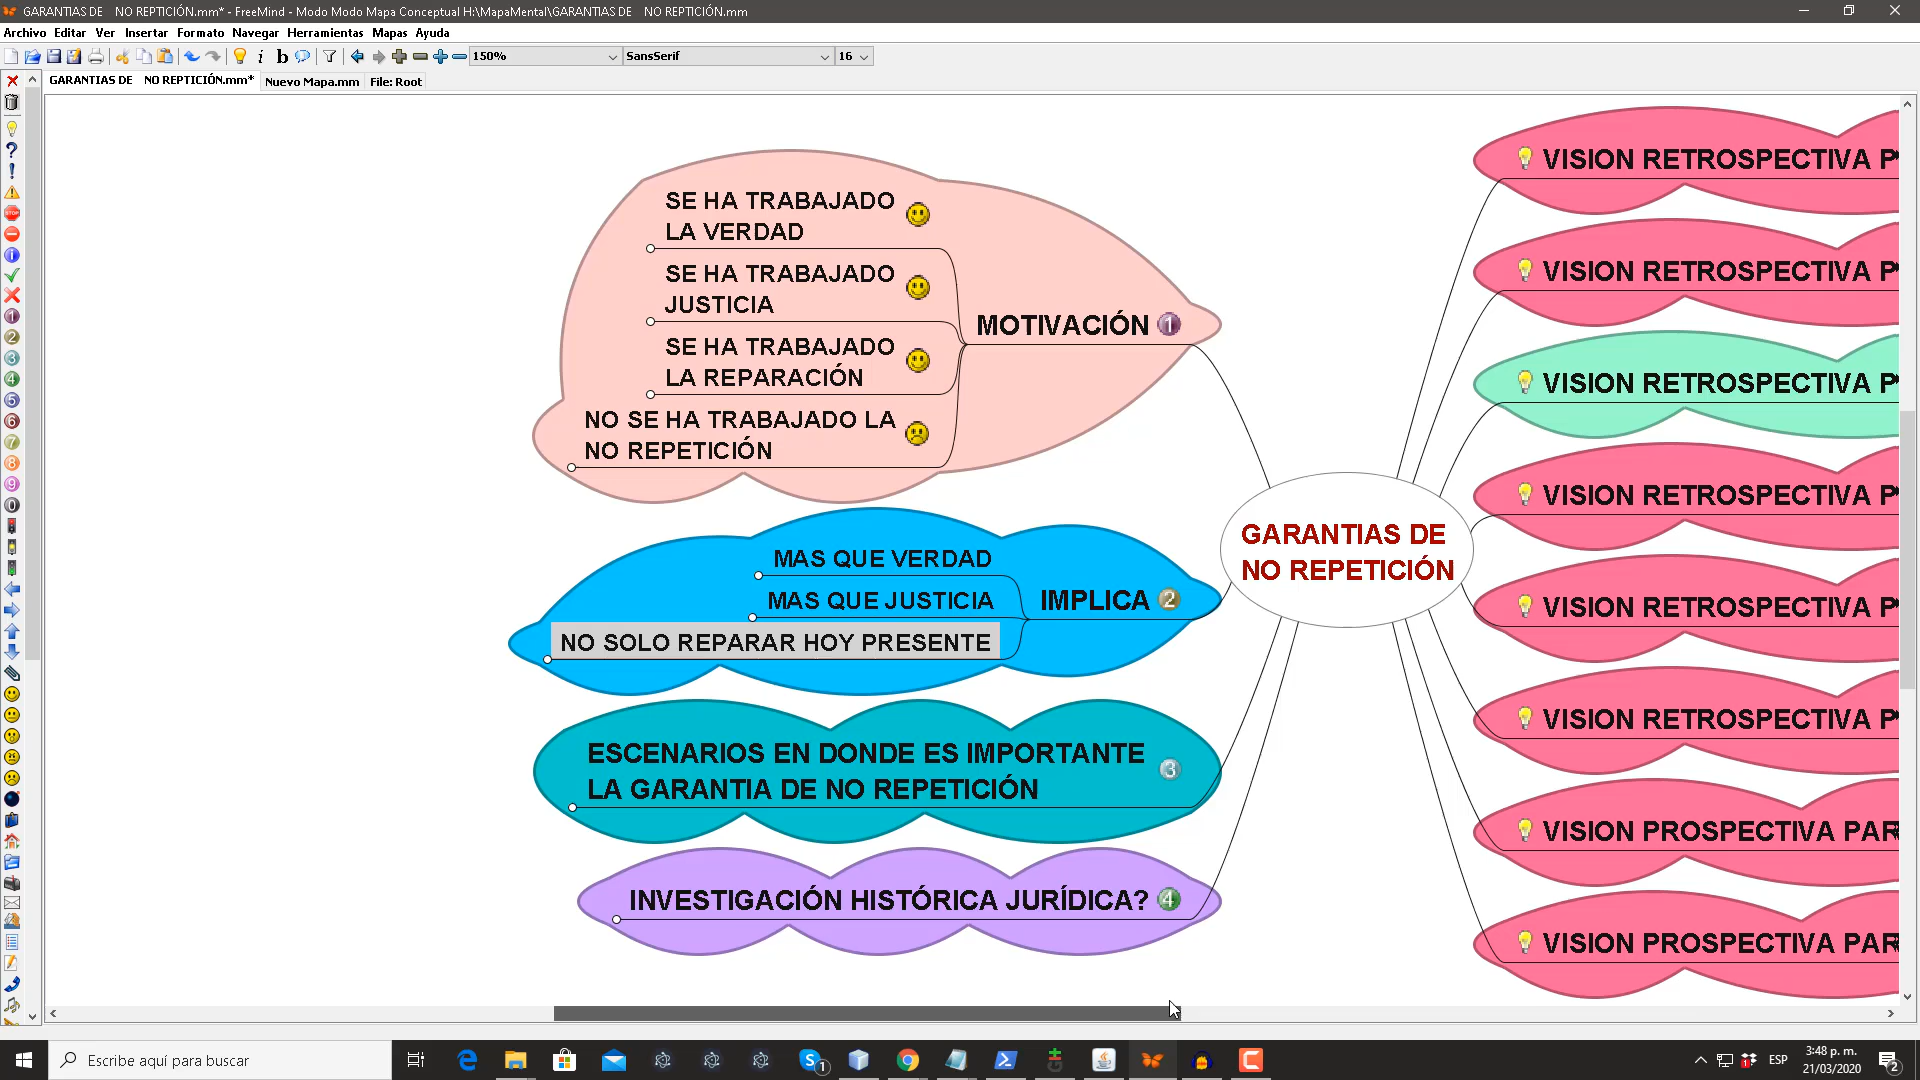 GARANTIAS DE    NO REPTICIÓN.mm* - FreeMind - Modo Modo Mapa Conceptual H:\MapaMental\GARANTIAS DE    NO REPTICIÓN.mm
Archivo Editar Ver Insertar Formato Navegar Herramientas Mapas Ayuda
150% SansSerif 16
GARANTIAS DE    NO REPTICIÓN.mm* Nuevo Mapa.mm File: Root
SE HA TRABAJADO
LA VERDAD
SE HA TRABAJADO
JUSTICIA
SE HA TRABAJADO
LA REPARACIÓN
NO SE HA TRABAJADO LA
NO REPETICIÓN
MOTIVACIÓN 1
MAS QUE VERDAD
MAS QUE JUSTICIA
NO SOLO REPARAR HOY PRESENTE
IMPLICA 2
ESCENARIOS EN DONDE ES IMPORTANTE
LA GARANTIA DE NO REPETICIÓN
3
INVESTIGACIÓN HISTÓRICA JURÍDICA? 4
GARANTIAS DE
NO REPETICIÓN
VISION RETROSPECTIVA
VISION RETROSPECTIVA
VISION RETROSPECTIVA
VISION RETROSPECTIVA
VISION RETROSPECTIVA
VISION RETROSPECTIVA
VISION PROSPECTIVA PAR
VISION PROSPECTIVA PAR
Escribe aquí para buscar
ESP
3:48 p. m.
21/03/2020